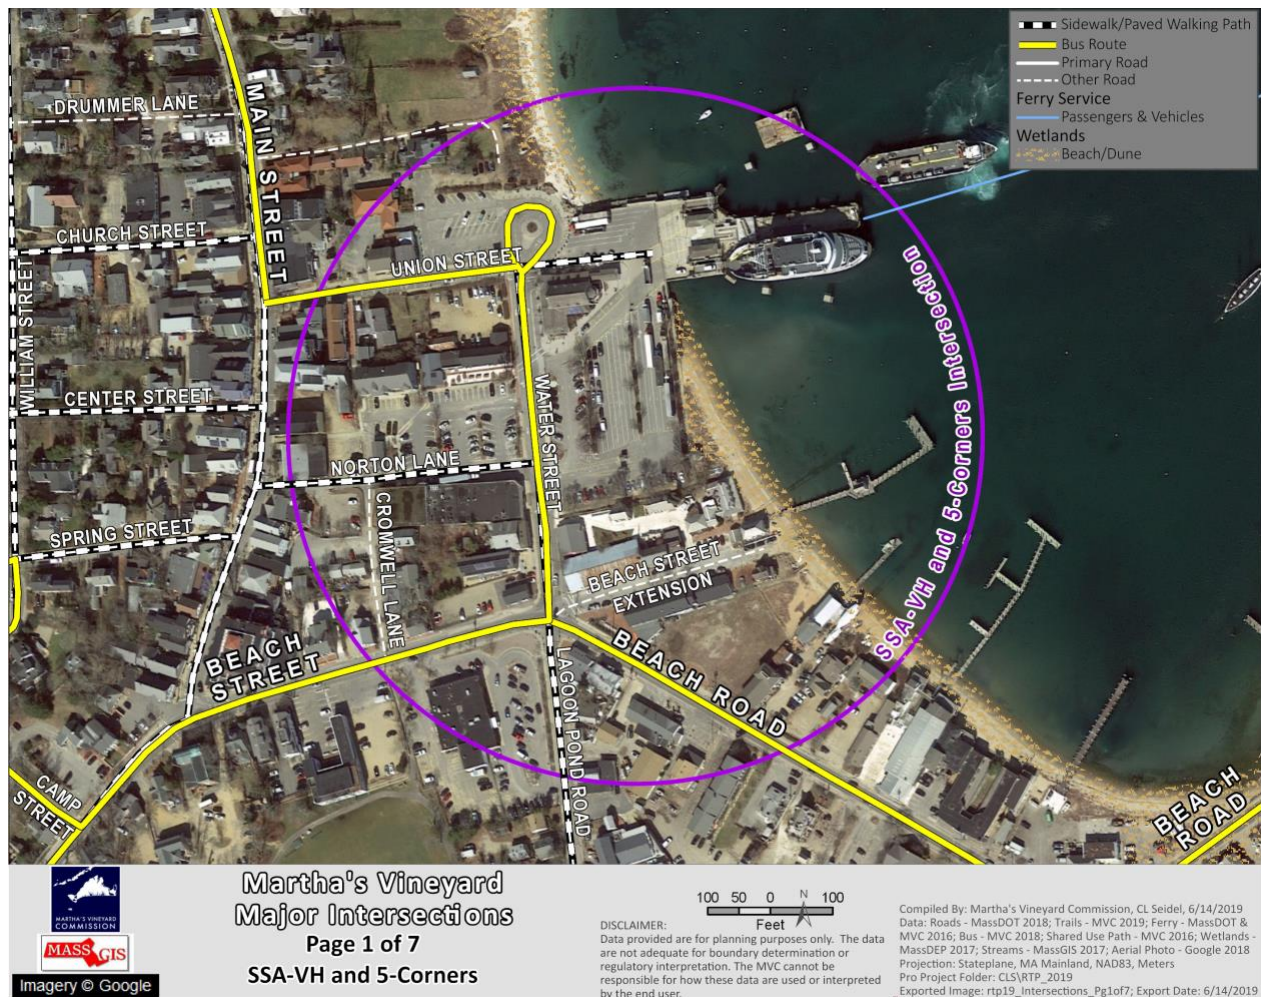 Sidewalk/Paved Walking Path
Bus Route
Primary Road
Other Road
Ferry Service
Passengers & Vehicles
Wetlands
Beach/Dune
DRUMMER LANE
MAIN STREET
CHURCH STREET
UNION STREET
WILLIAM STREET
CENTER STREET
WATER STREET
NORTON LANE
CROMWELL LANE
SPRING STREET
BEACH STREET
EXTENSION
SSA-VH and 5-Corners Intersection
BEACH
STREET
BEACH ROAD
LAGOON POND ROAD
CAMP
STREET
BEACH
ROAD
MARTHA'S VINEYARD
COMMISSION
MASS GIS
Imagery © Google
Martha's Vineyard
Major Intersections
Page 1 of 7
SSA-VH and 5-Corners
100 50 0 100
N
Feet
DISCLAIMER:
Data provided are for planning purposes only. The data
are not adequate for boundary determination or
regulatory interpretation. The MVC cannot be
responsible for how these data are used or interpreted
by the end user.
Compiled By: Martha's Vineyard Commission, CL Seidel, 6/14/2019
Data: Roads - MassDOT 2018; Trails - MVC 2019; Ferry - MassDOT &
MVC 2016; Bus - MVC 2018; Shared Use Path - MVC 2016; Wetlands -
MassDEP 2017; Streams - MassGIS 2017; Aerial Photo - Google 2018
Projection: Stateplane, MA Mainland, NAD83, Meters
Pro Project Folder: CLS\RTP_2019
Exported Image: rtp19_Intersections_Pg1of7; Export Date: 6/14/2019